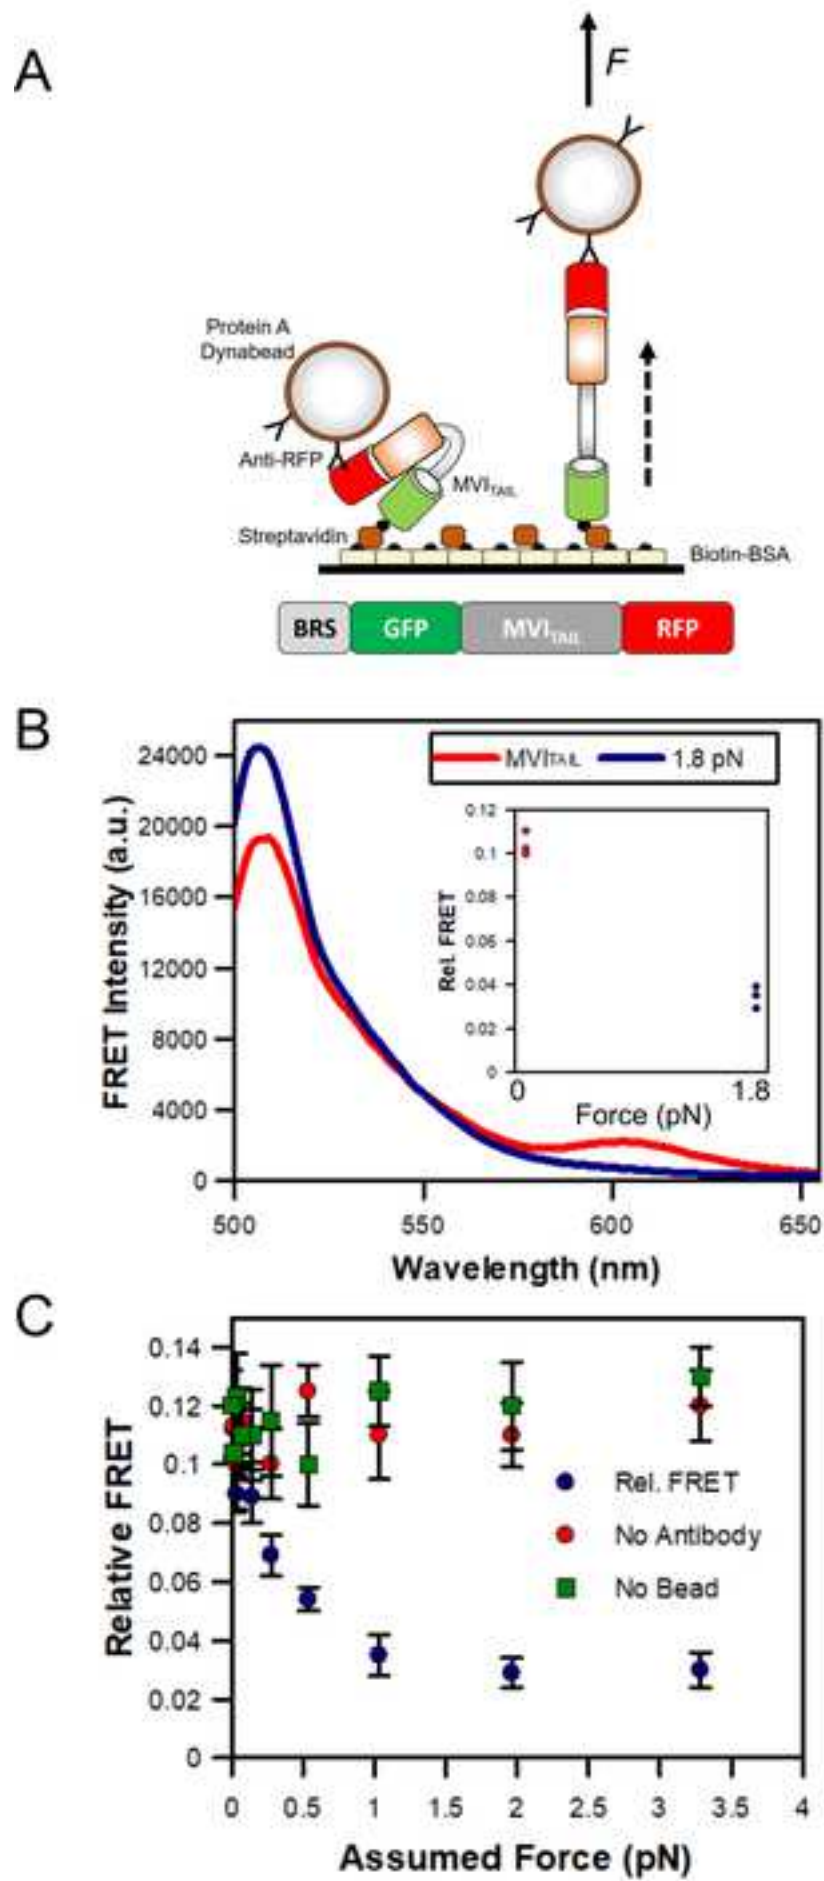 A
F
Protein A
Dynabead
Anti-RFP
MVITAIL
Streptavidin
Biotin-BSA
BRS GFP MVITAIL RFP
B
FRET Intensity (a.u.)
24000
20000
16000
12000
8000
4000
0
500 550 600 650
Wavelength (nm)
MVITAIL 1.8 pN
Rel. FRET
0.12
0.1
0.08
0.06
0.04
0.02
0
0 1.8
Force (pN)
C
Relative FRET
0.14
0.12
0.1
0.08
0.06
0.04
0.02
0
Rel. FRET
No Antibody
No Bead
0 0.5 1 1.5 2 2.5 3 3.5 4
Assumed Force (pN)